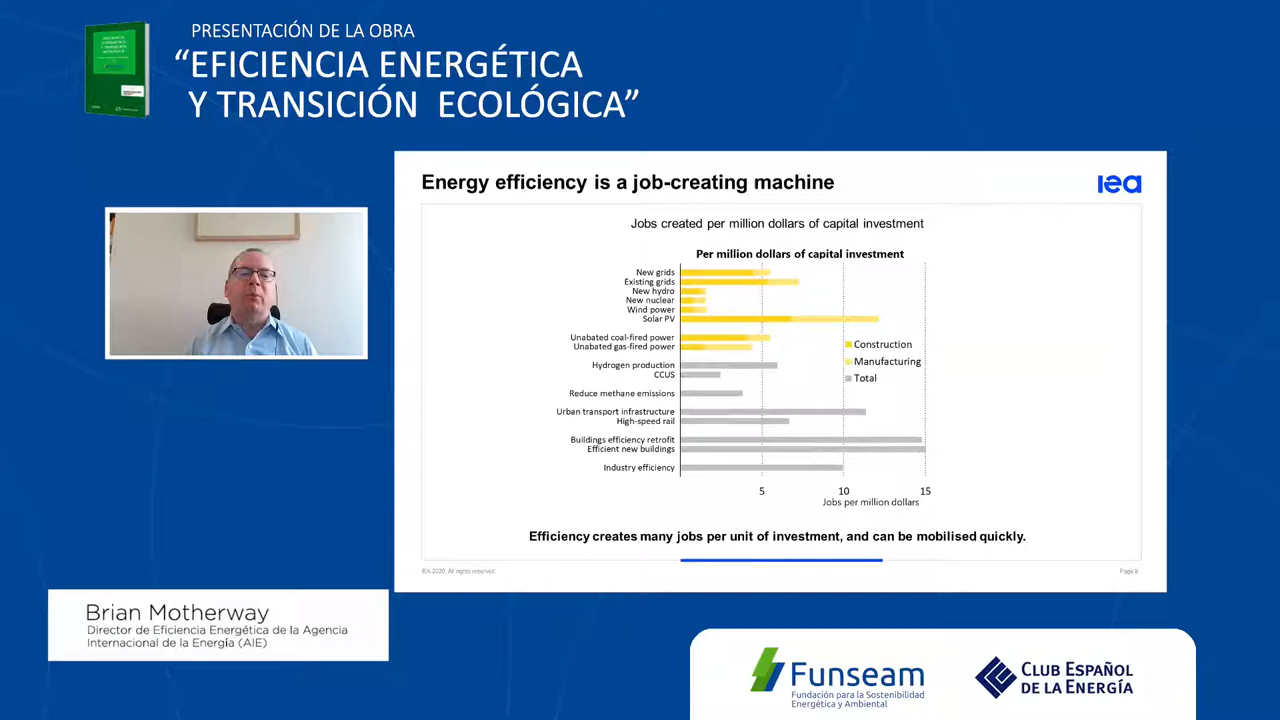 PRESENTACIÓN DE LA OBRA
“EFICIENCIA ENERGÉTICA
Y TRANSICIÓN ECOLÓGICA”
Energy efficiency is a job-creating machine
iea
Jobs created per million dollars of capital investment
Per million dollars of capital investment
New grids
Existing grids
New hydro
New nuclear
Wind power
Solar PV
Unabated coal-fired power
Unabated gas-fired power
Hydrogen production
CCUS
Reduce methane emissions
Urban transport infrastructure
High-speed rail
Buildings efficiency retrofit
Efficient new buildings
Industry efficiency
Construction
Manufacturing
Total
5 10 15
Jobs per million dollars
Efficiency creates many jobs per unit of investment, and can be mobilised quickly.
IEA 2020. All rights reserved.
Page 8
Brian Motherway
Director de Eficiencia Energética de la Agencia
Internacional de la Energía (AIE)
Funseam
Fundación para la Sostenibilidad
Energética y Ambiental
CLUB ESPAÑOL
DE LA ENERGÍA